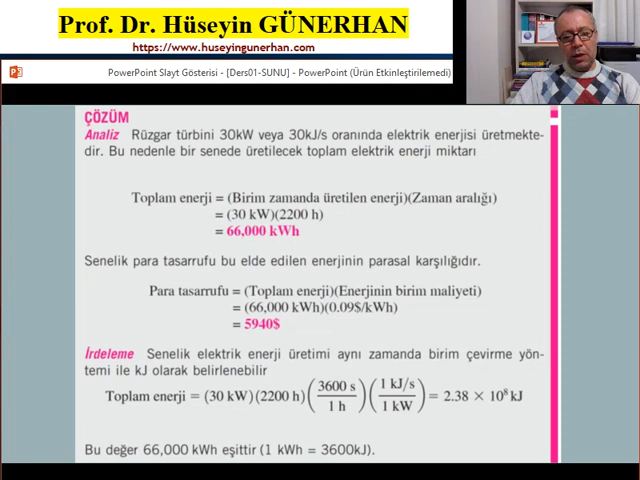 Prof. Dr. Hüseyin GÜNERHAN
https://www.huseyingunerhan.com
PowerPoint Slayt Gösterisi - [Ders01-SUNU] - PowerPoint (Ürün Etkinleştirilemedi)
ÇÖZÜM
Analiz Rüzgar türbini 30kW veya 30kJ/s oranında elektrik enerjisi üretmekte-
dir. Bu nedenle bir senede üretilecek toplam elektrik enerji miktarı
Toplam enerji = (Birim zamanda üretilen enerji)(Zaman aralığı)
= (30 kW)(2200 h)
= 66,000 kWh
Senelik para tasarrufu bu elde edilen enerjinin parasal karşılığıdır.
Para tasarrufu = (Toplam enerji)(Enerjinin birim maliyeti)
= (66,000 kWh)(0.09$/kWh)
= 5940$
İrdeleme Senelik elektrik enerji üretimi aynı zamanda birim çevirme yön-
temi ile kJ olarak belirlenebilir
Toplam enerji = (30 kW)(2200 h)(3600 s/1 h)(1 kJ/s/1 kW) = 2.38 × 10⁸ kJ
Bu değer 66,000 kWh eşittir (1 kWh = 3600kJ).